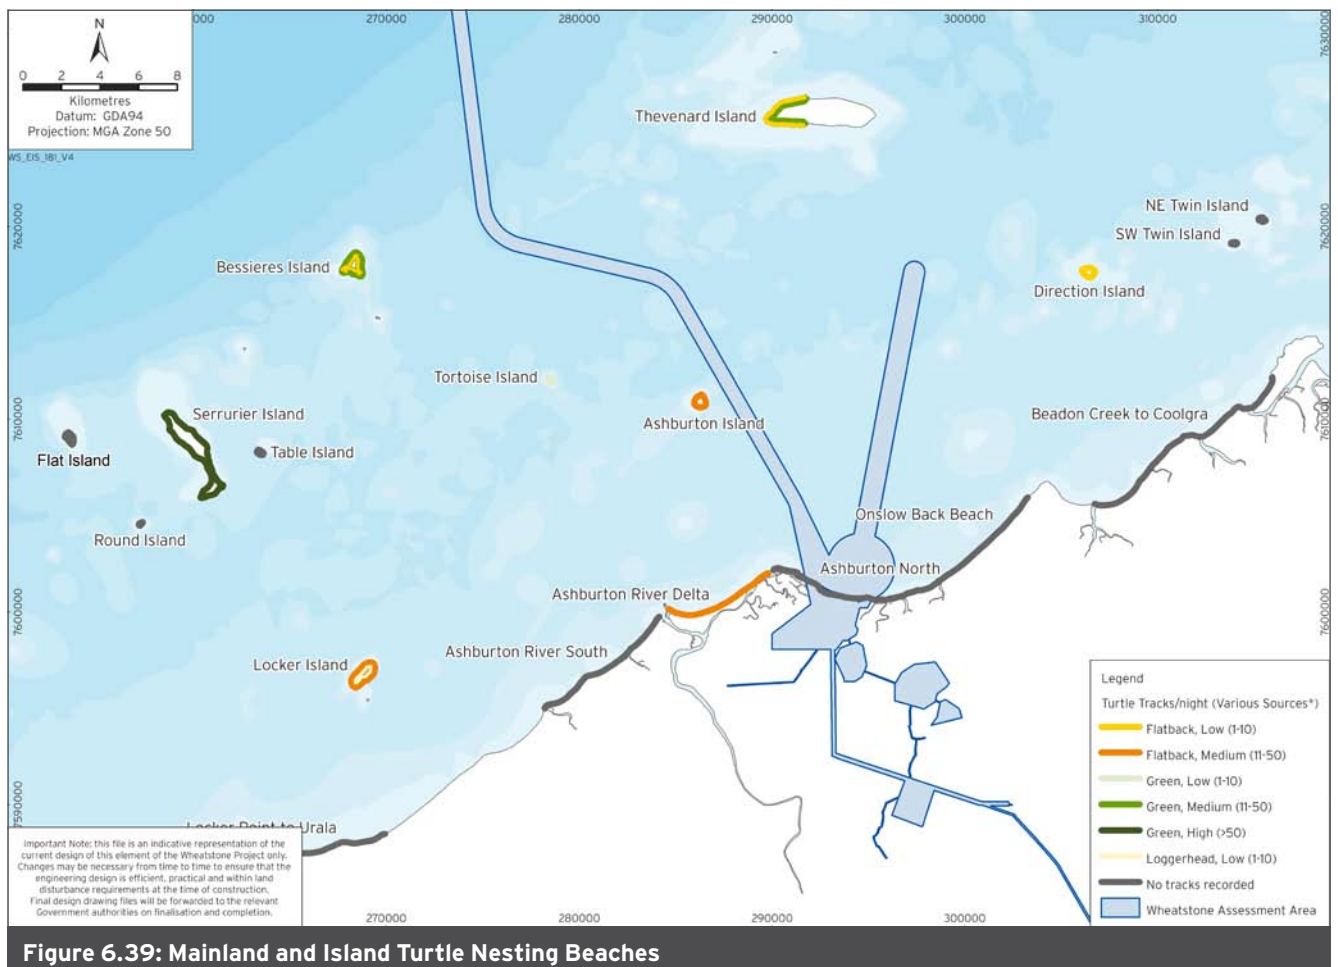 N
0 2 4 6 8
Kilometres
Datum: GDA94
Projection: MGA Zone 50
WS_EIS_181_V4
000 270000 280000 290000 300000 310000
7630000
7620000
7610000
7600000
7590000
7620000
7610000
7600000
Thevenard Island
NE Twin Island
SW Twin Island
Direction Island
Bessieres Island
Tortoise Island
Ashburton Island
Beadon Creek to Coolgra
Serrurier Island
Flat Island
Table Island
Round Island
Onslow Back Beach
Ashburton North
Ashburton River Delta
Ashburton River South
Locker Island
Locker Point to Urala
Important Note: this file is an indicative representation of the
current design of this element of the Wheatstone Project only.
Changes may be necessary from time to time to ensure that the
engineering design is efficient, practical and within land
disturbance requirements at the time of construction.
Final design drawing files will be forwarded to the relevant
Government authorities on finalisation and completion.
270000 280000 290000 300000
Legend
Turtle Tracks/night (Various Sources*)
Flatback, Low (1-10)
Flatback, Medium (11-50)
Green, Low (1-10)
Green, Medium (11-50)
Green, High (>50)
Loggerhead, Low (1-10)
No tracks recorded
Wheatstone Assessment Area
Figure 6.39: Mainland and Island Turtle Nesting Beaches